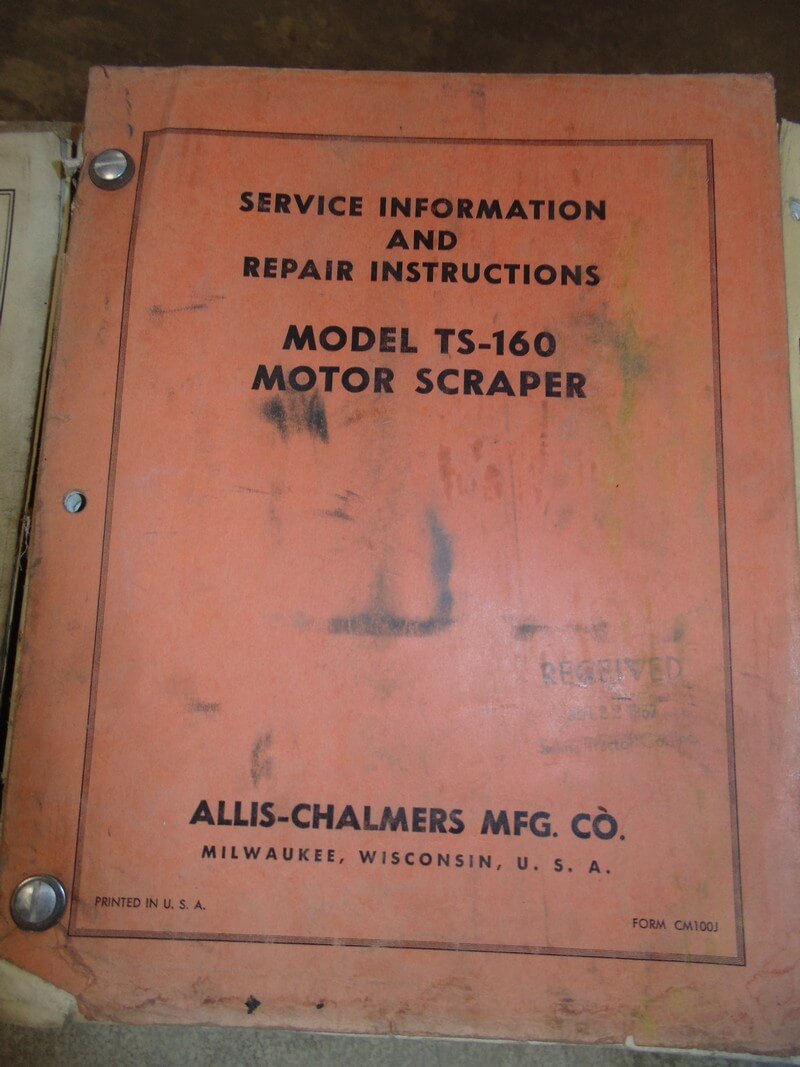 SERVICE INFORMATION
AND
REPAIR INSTRUCTIONS
MODEL TS-160
MOTOR SCRAPER
RECEIVED
ALLIS-CHALMERS MFG. CO.
MILWAUKEE, WISCONSIN, U. S. A.
PRINTED IN U. S. A.
FORM CM100J